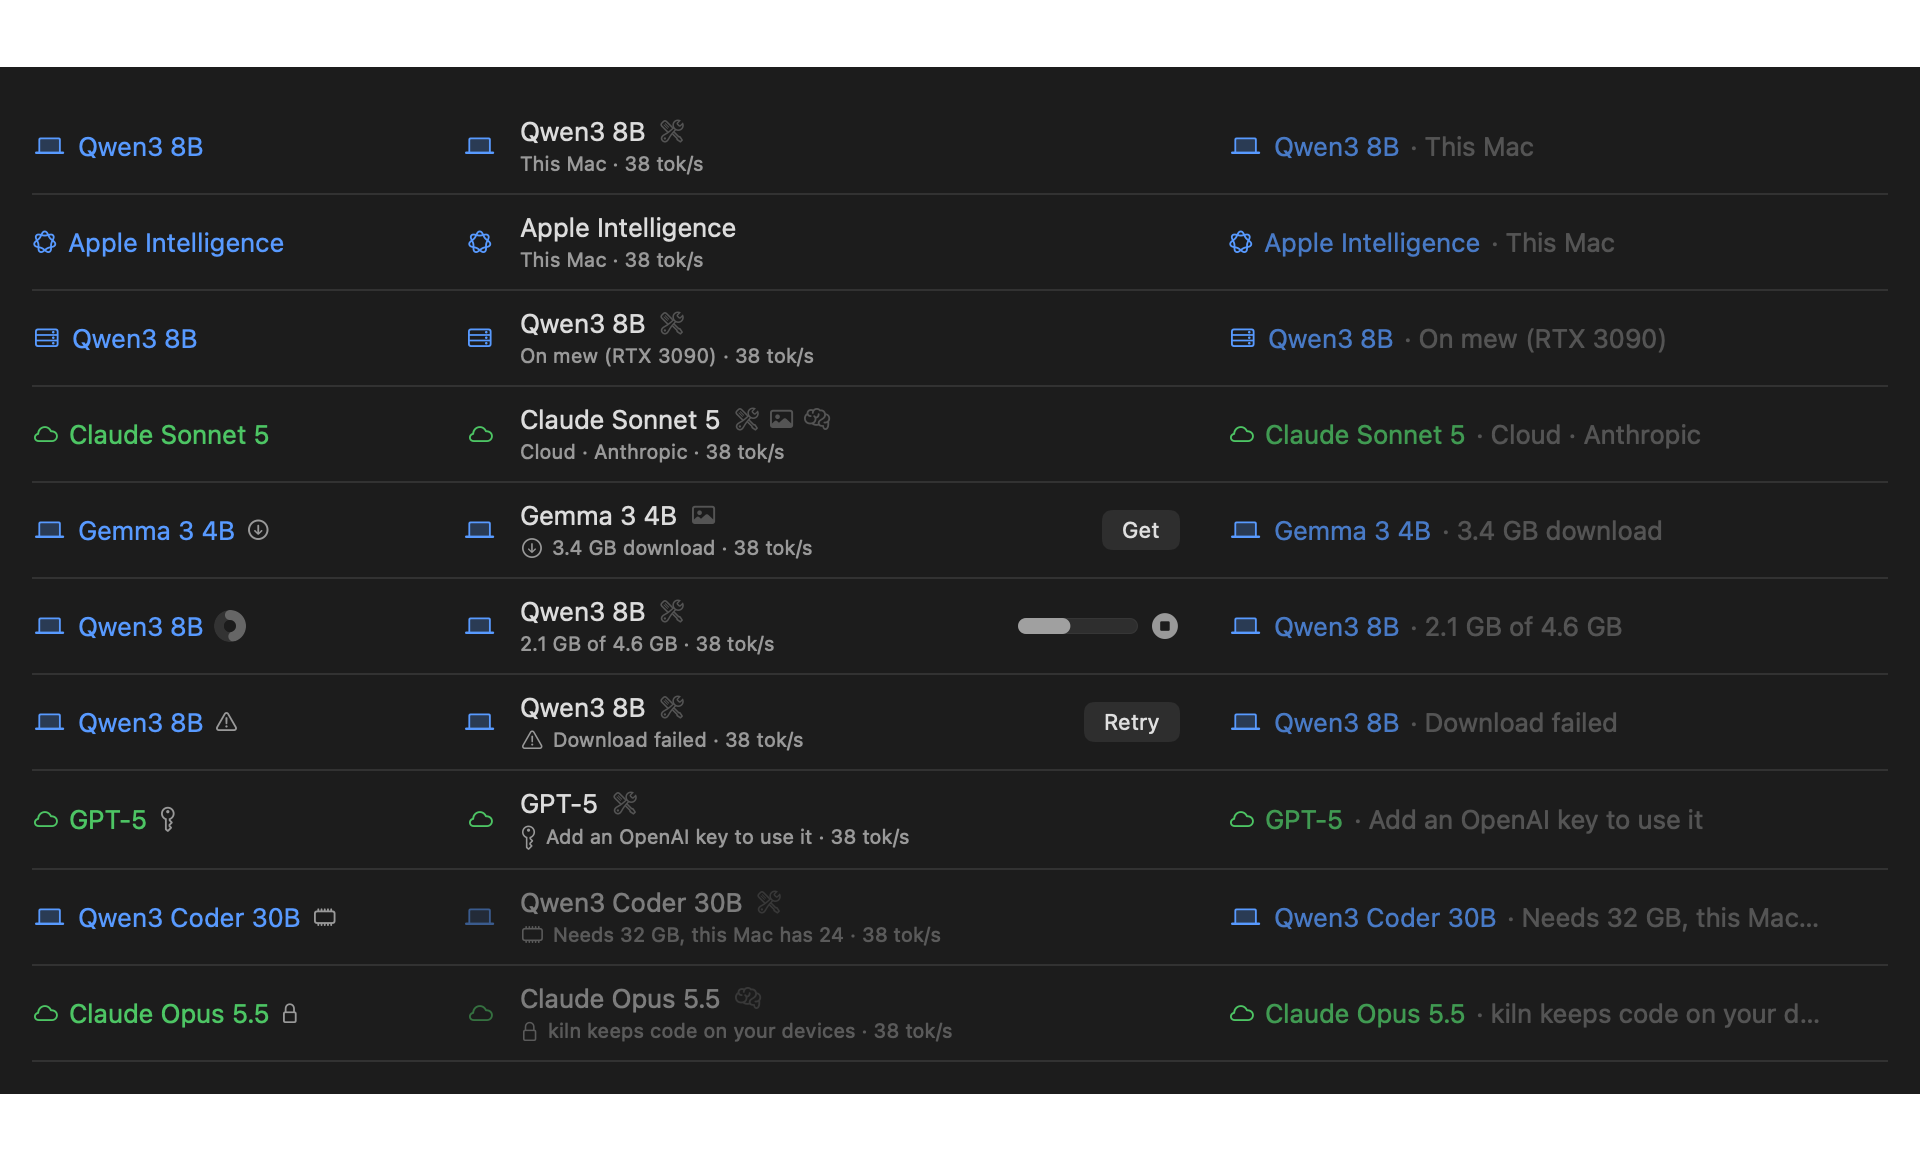 Qwen3 8B
Qwen3 8B
This Mac · 38 tok/s
Qwen3 8B · This Mac
Apple Intelligence
Apple Intelligence
This Mac · 38 tok/s
Apple Intelligence · This Mac
Qwen3 8B
Qwen3 8B
On mew (RTX 3090) · 38 tok/s
Qwen3 8B · On mew (RTX 3090)
Claude Sonnet 5
Claude Sonnet 5
Cloud · Anthropic · 38 tok/s
Claude Sonnet 5 · Cloud · Anthropic
Gemma 3 4B
Gemma 3 4B
3.4 GB download · 38 tok/s
Get
Gemma 3 4B · 3.4 GB download
Qwen3 8B
Qwen3 8B
2.1 GB of 4.6 GB · 38 tok/s
Qwen3 8B · 2.1 GB of 4.6 GB
Qwen3 8B
Qwen3 8B
Download failed · 38 tok/s
Retry
Qwen3 8B · Download failed
GPT-5
GPT-5
Add an OpenAI key to use it · 38 tok/s
GPT-5 · Add an OpenAI key to use it
Qwen3 Coder 30B
Qwen3 Coder 30B
Needs 32 GB, this Mac has 24 · 38 tok/s
Qwen3 Coder 30B · Needs 32 GB, this Mac...
Claude Opus 5.5
Claude Opus 5.5
kiln keeps code on your devices · 38 tok/s
Claude Opus 5.5 · kiln keeps code on your d...